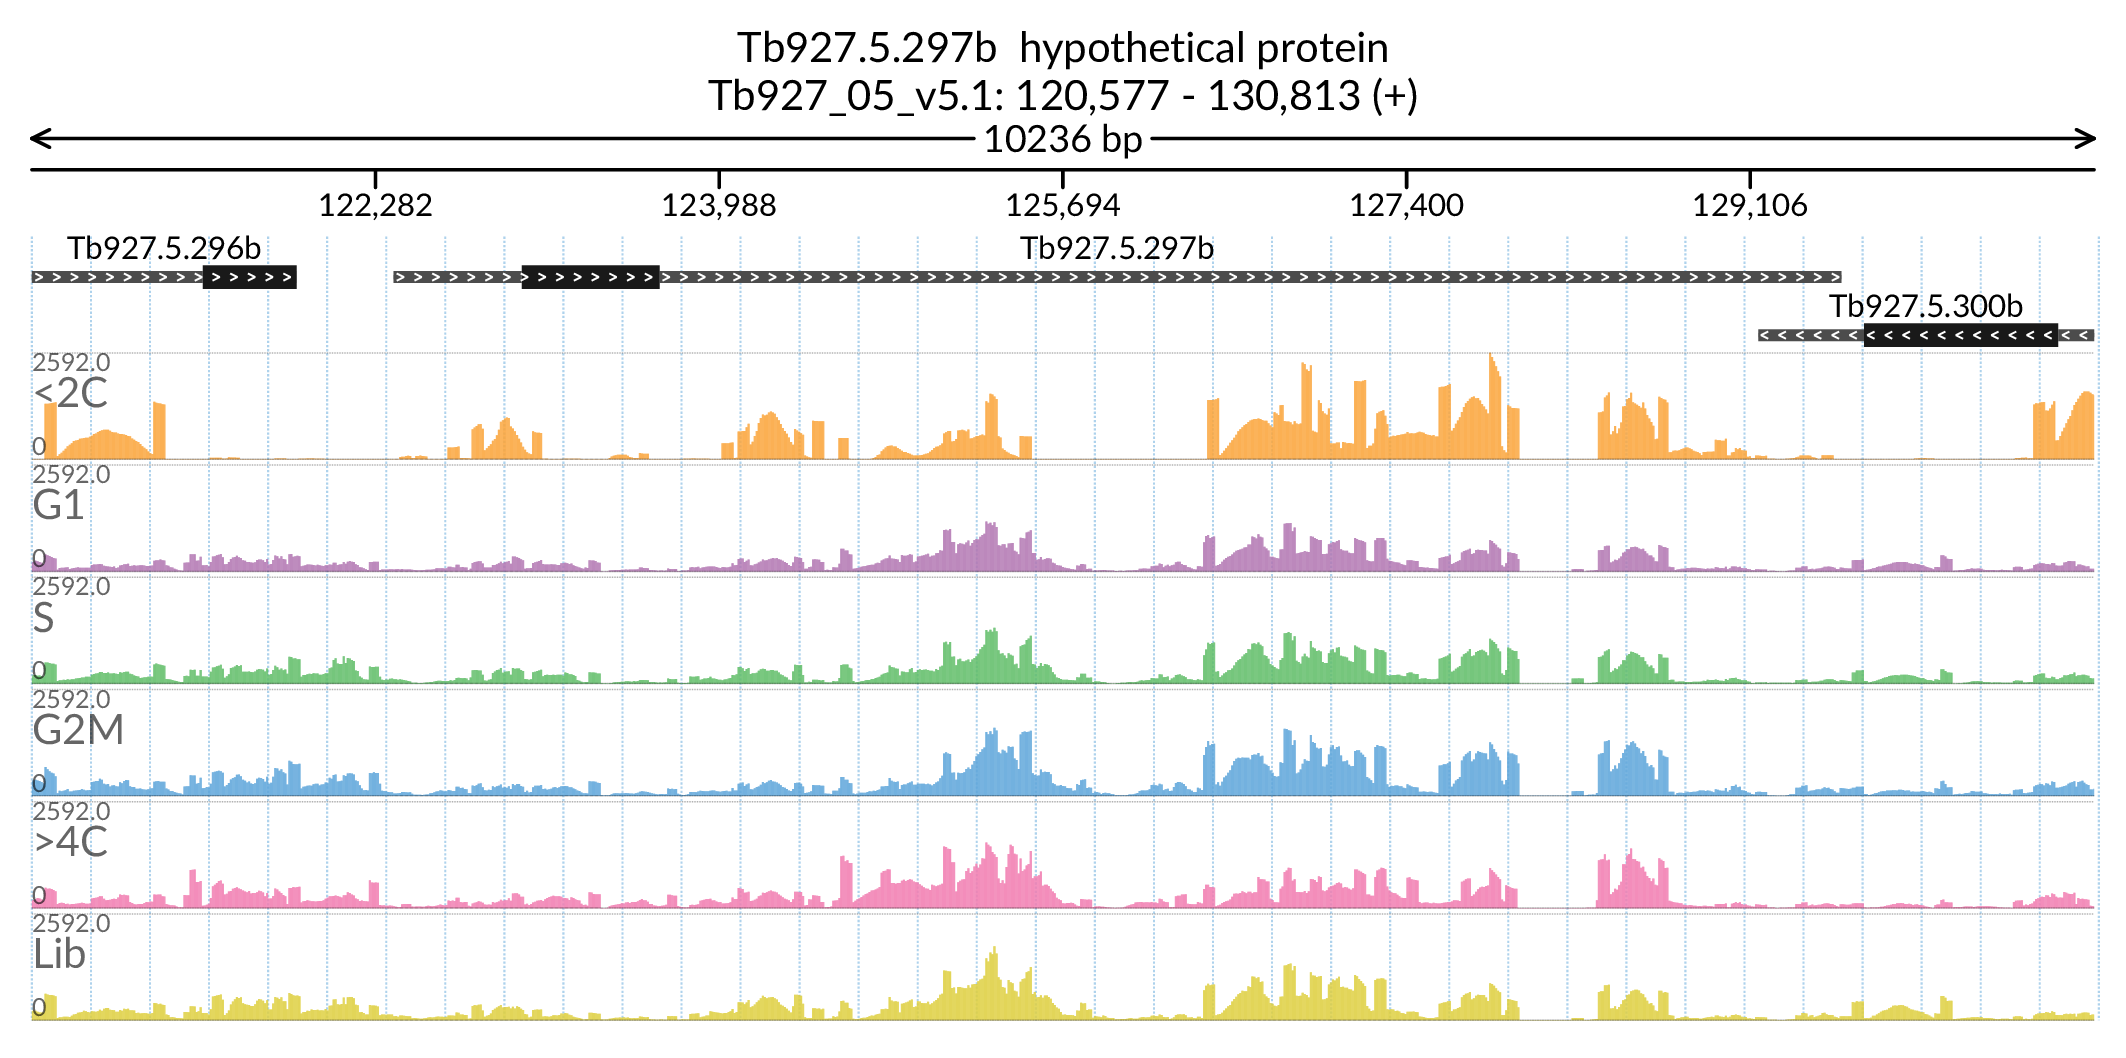 Tb927.5.297b hypothetical protein
Tb927_05_v5.1: 120,577 - 130,813 (+)
10236 bp
122,282 123,988 125,694 127,400 129,106
Tb927.5.296b Tb927.5.297b
Tb927.5.300b
2592.0
<2C
0
2592.0
G1
0
2592.0
S
0
2592.0
G2M
0
2592.0
>4C
0
2592.0
Lib
0